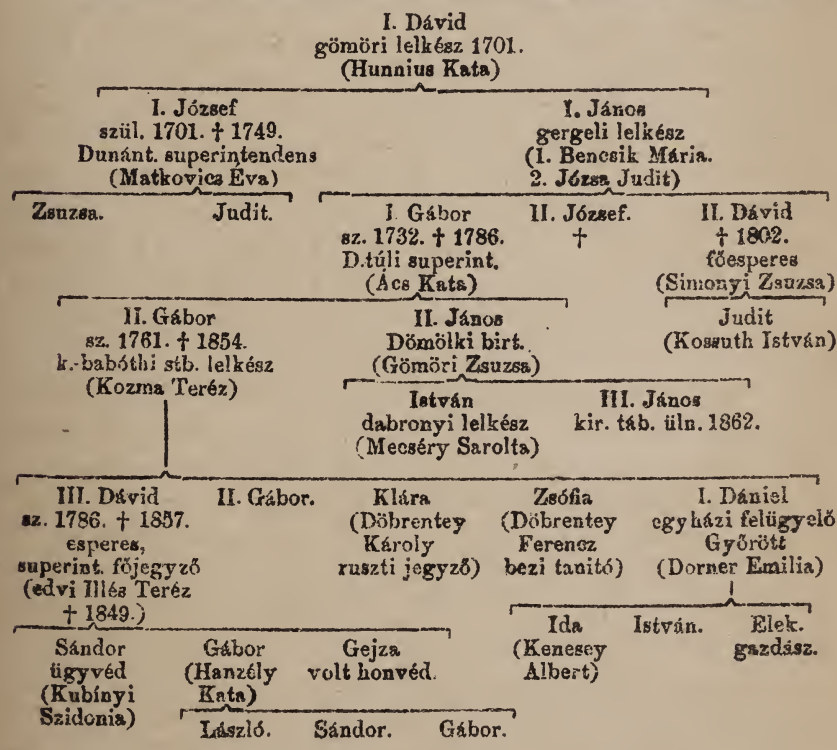 I. Dávid
gömöri lelkész 1701.
(Hunnius Kata)
I. József
szül. 1701. † 1749.
Dunánt. superintendens
(Matkovics Éva)
I. János
gergeli lelkész
(1. Bencsik Mária.
2. Józsa Judit)
Zsuzsa.
Judit.
I. Gábor
sz. 1732. † 1786.
D.túli superint.
(Ács Kata)
II. József.
†
II. Dávid
† 1802.
főesperes
(Simonyi Zsuzsa)
II. Gábor
sz. 1761. † 1854.
k.-babóthi stb. lelkész
(Kozma Teréz)
II. János
Dömölki birt.
(Gömöri Zsuzsa)
Judit
(Kossuth István)
István
dabronyi lelkész
(Mecséry Sarolta)
III. János
kir. táb. üln. 1862.
III. Dávid
sz. 1786. † 1857.
esperes,
superint. főjegyző
(edvi Illés Teréz
† 1849.)
II. Gábor.
Klára
(Döbrentey
Károly
ruszti jegyző)
Zsófia
(Döbrentey
Ferencz
bezi tanitó)
I. Dániel
egyházi felügyelő
Győrött
(Dorner Emilia)
Ida
(Kenesey
Albert)
István.
Elek.
gazdász.
Sándor
ügyvéd
(Kubínyi
Szidonia)
Gábor
(Hanzély
Kata)
Gejza
volt honvéd.
László.
Sándor.
Gábor.